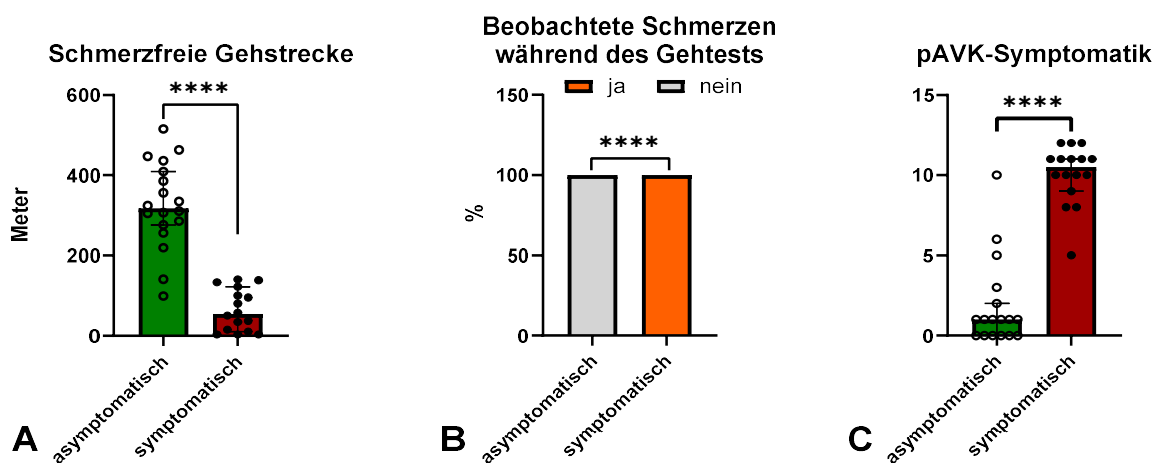 Schmerzfreie Gehstrecke
****
600
400
200
0
Meter
asymptomatisch
symptomatisch
A
Beobachtete Schmerzen
während des Gehtests
ja nein
150
****
100
50
0
%
asymptomatisch
symptomatisch
B
pAVK-Symptomatik
****
15
10
5
0
asymptomatisch
symptomatisch
C